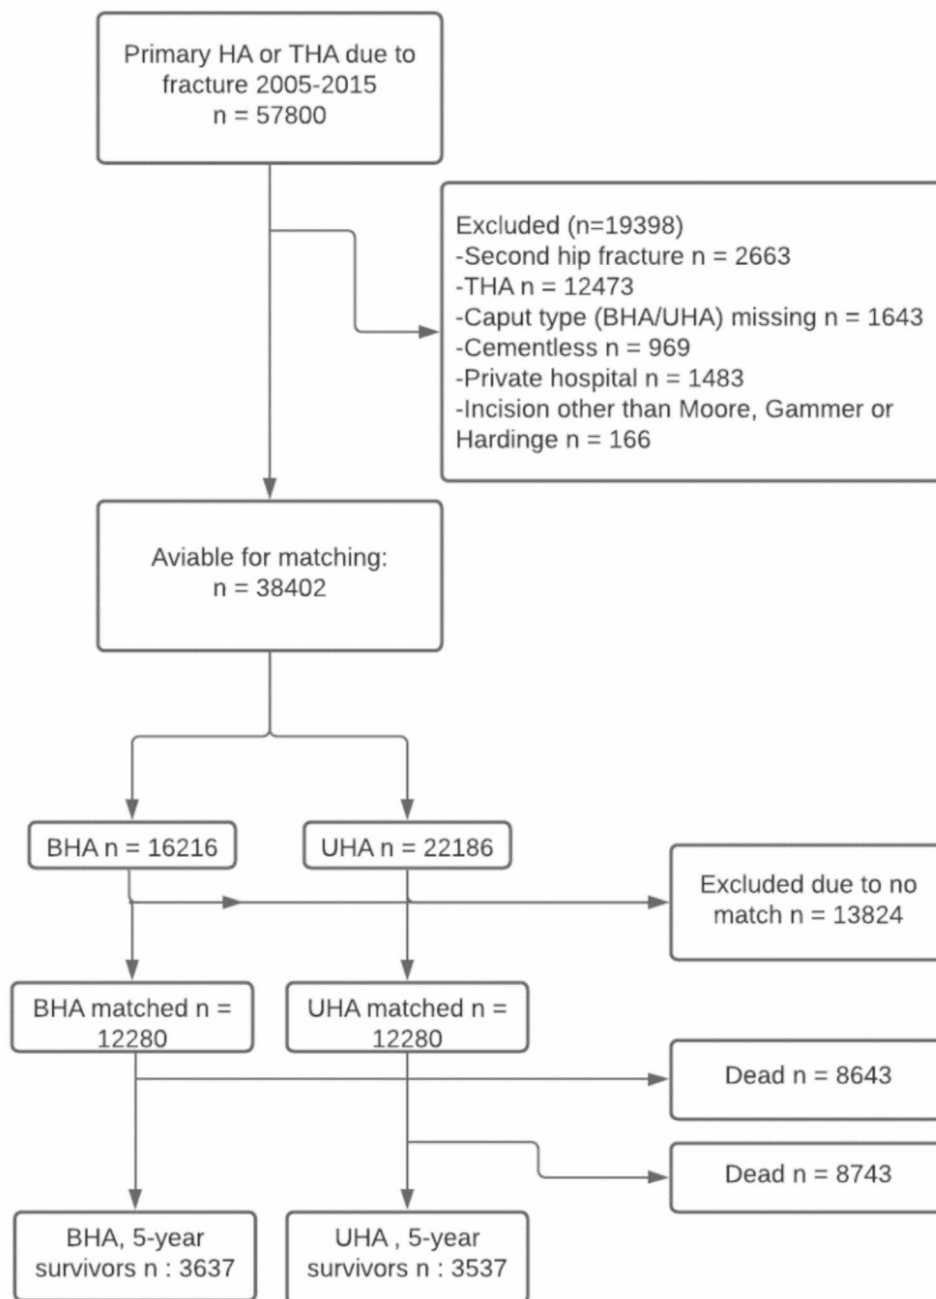 Primary HA or THA due to
fracture 2005-2015
n = 57800
Excluded (n=19398)
-Second hip fracture n = 2663
-THA n = 12473
-Caput type (BHA/UHA) missing n = 1643
-Cementless n = 969
-Private hospital n = 1483
-Incision other than Moore, Gammer or
Hardinge n = 166
Aviable for matching:
n = 38402
BHA n = 16216
UHA n = 22186
Excluded due to no
match n = 13824
BHA matched n =
12280
UHA matched n =
12280
Dead n = 8643
Dead n = 8743
BHA, 5-year
survivors n : 3637
UHA , 5-year
survivors n : 3537